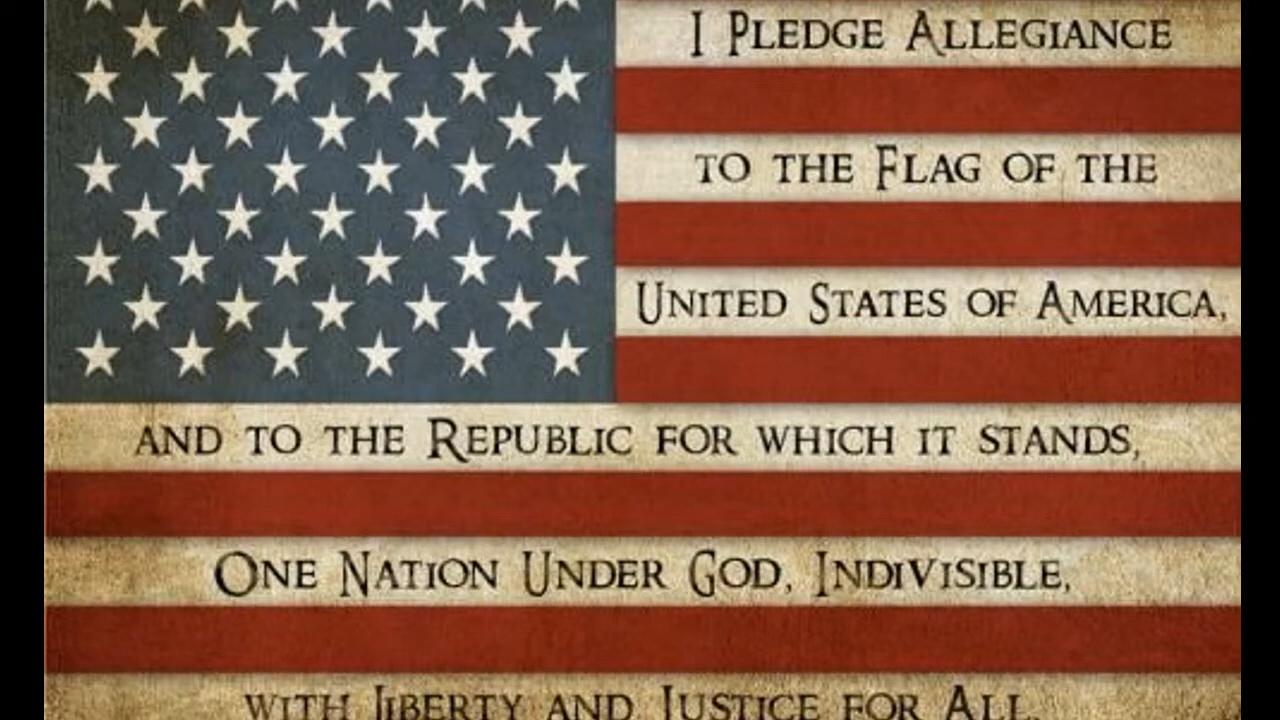 I Pledge Allegiance
to the Flag of the
United States of America,
and to the Republic for which it stands,
One Nation Under God, Indivisible,
with Liberty and Justice for All.